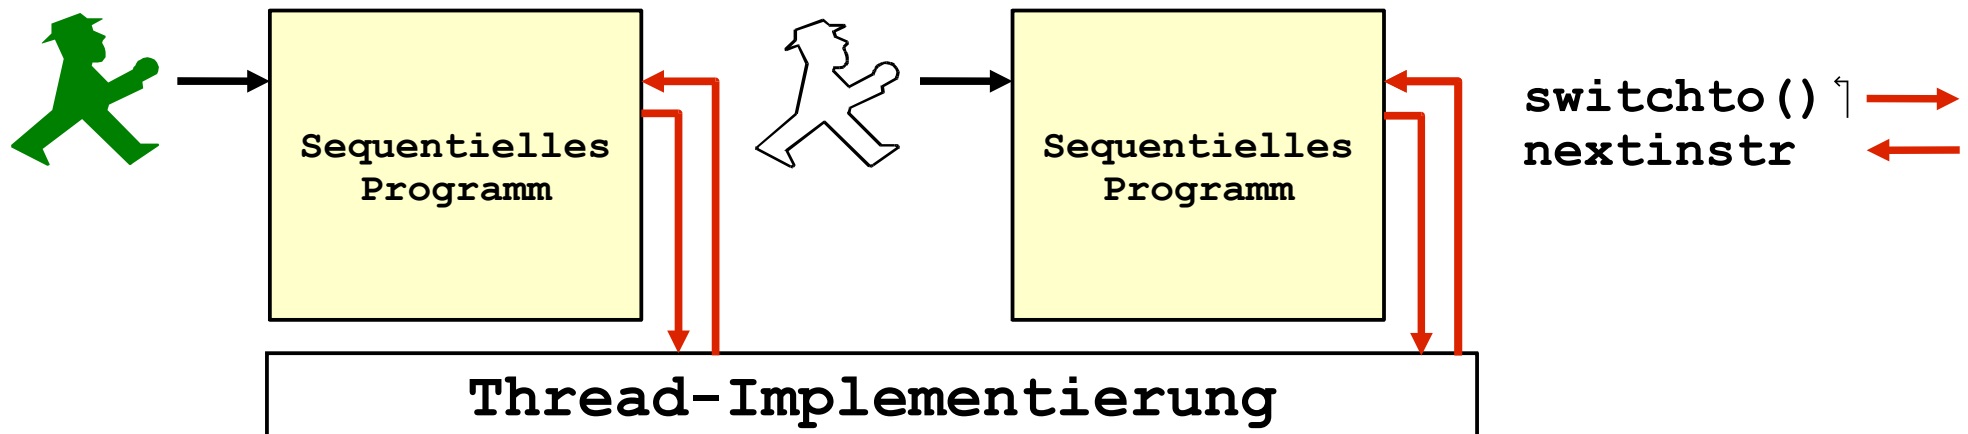 Sequentielles
Programm
Sequentielles
Programm
switchto()
nextinstr
Thread-Implementierung